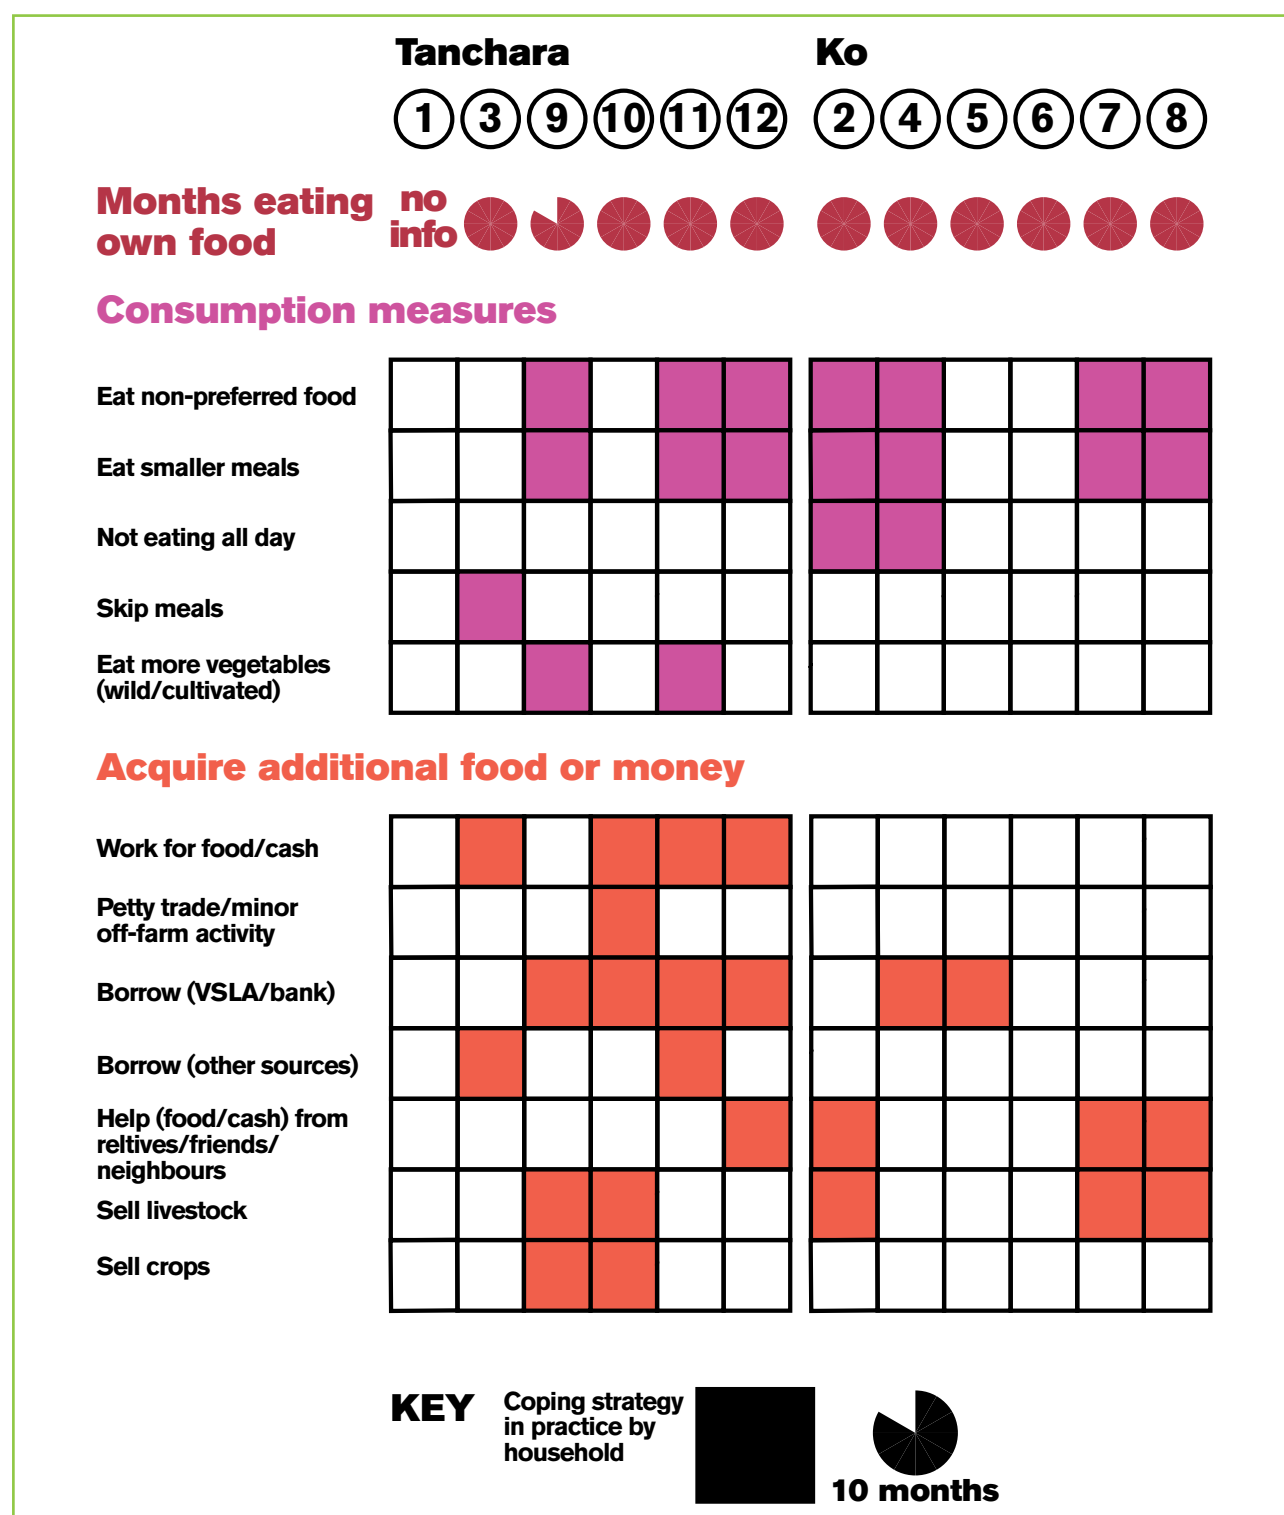 Tanchara Ko
1 3 9 10 11 12 2 4 5 6 7 8
Months eating
own food
no
info
Consumption measures
Eat non-preferred food
Eat smaller meals
Not eating all day
Skip meals
Eat more vegetables
(wild/cultivated)
Acquire additional food or money
Work for food/cash
Petty trade/minor
off-farm activity
Borrow (VSLA/bank)
Borrow (other sources)
Help (food/cash) from
reltives/friends/
neighbours
Sell livestock
Sell crops
KEY
Coping strategy
in practice by
household
10 months